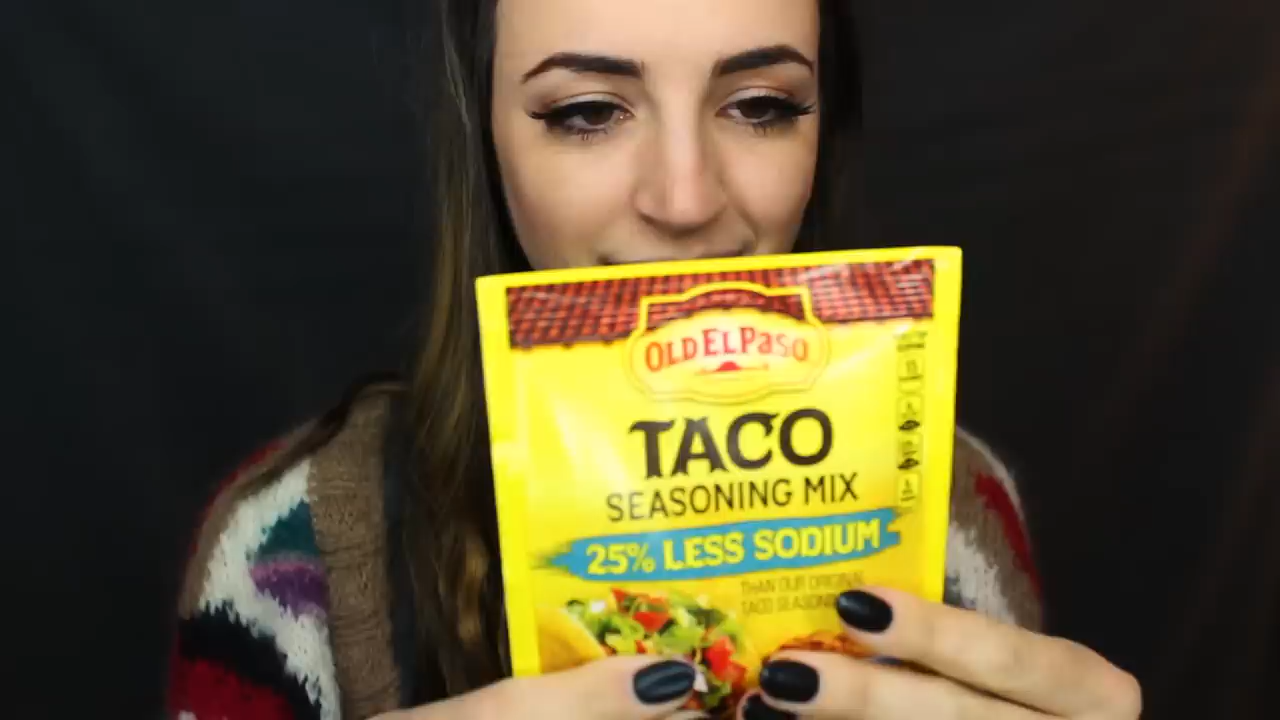 OLD EL PASO
TACO
SEASONING MIX
25% LESS SODIUM
THAN OUR ORIGINAL
TACO SEASONING